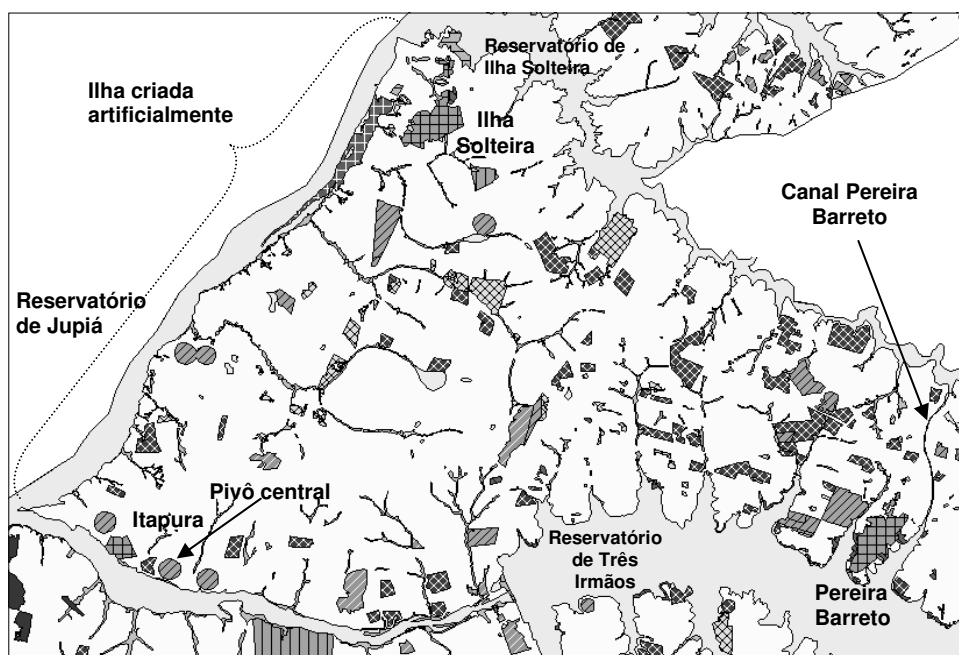 Reservatório de
Ilha Solteira
Ilha criada
artificialmente
Ilha
Solteira
Canal Pereira
Barreto
Reservatório
de Jupiá
Pivô central
Itapura
Reservatório
de Três
Irmãos
Pereira
Barreto